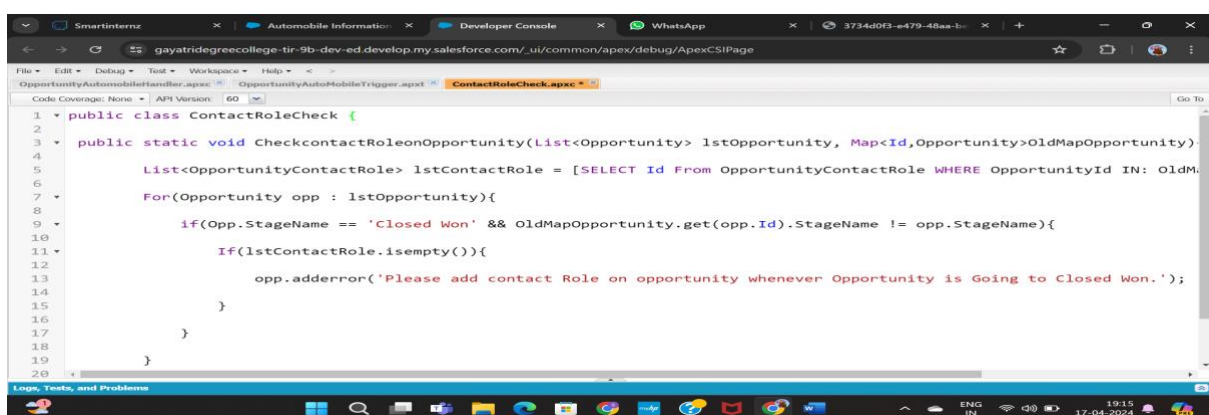 Smartinternz
Automobile Information
Developer Console
WhatsApp
3734d0f3-e479-48aa-b
gayatridegreecollege-tir-9b-dev-ed.develop.my.salesforce.com/_ui/common/apex/debug/ApexCSIPage
File Edit Debug Test Workspace Help < >
OpportunityAutomobileHandler.apxc OpportunityAutoMobileTrigger.apxt ContactRoleCheck.apxc *
Code Coverage: None API Version: 60 Go To
1 public class ContactRoleCheck {
2
3 public static void CheckcontactRoleonOpportunity(List<Opportunity> lstOpportunity, Map<Id,Opportunity>OldMapOpportunity)
4
5 List<OpportunityContactRole> lstContactRole = [SELECT Id From OpportunityContactRole WHERE OpportunityId IN: OldM
6
7 For(Opportunity opp : lstOpportunity){
8
9 if(Opp.StageName == 'Closed Won' && OldMapOpportunity.get(opp.Id).StageName != opp.StageName){
10
11 If(lstContactRole.isempty()){
12
13 opp.adderror('Please add contact Role on opportunity whenever Opportunity is Going to Closed Won.');
14
15 }
16
17 }
18
19 }
20
Logs, Tests, and Problems
ENG
IN
19:15
17-04-2024